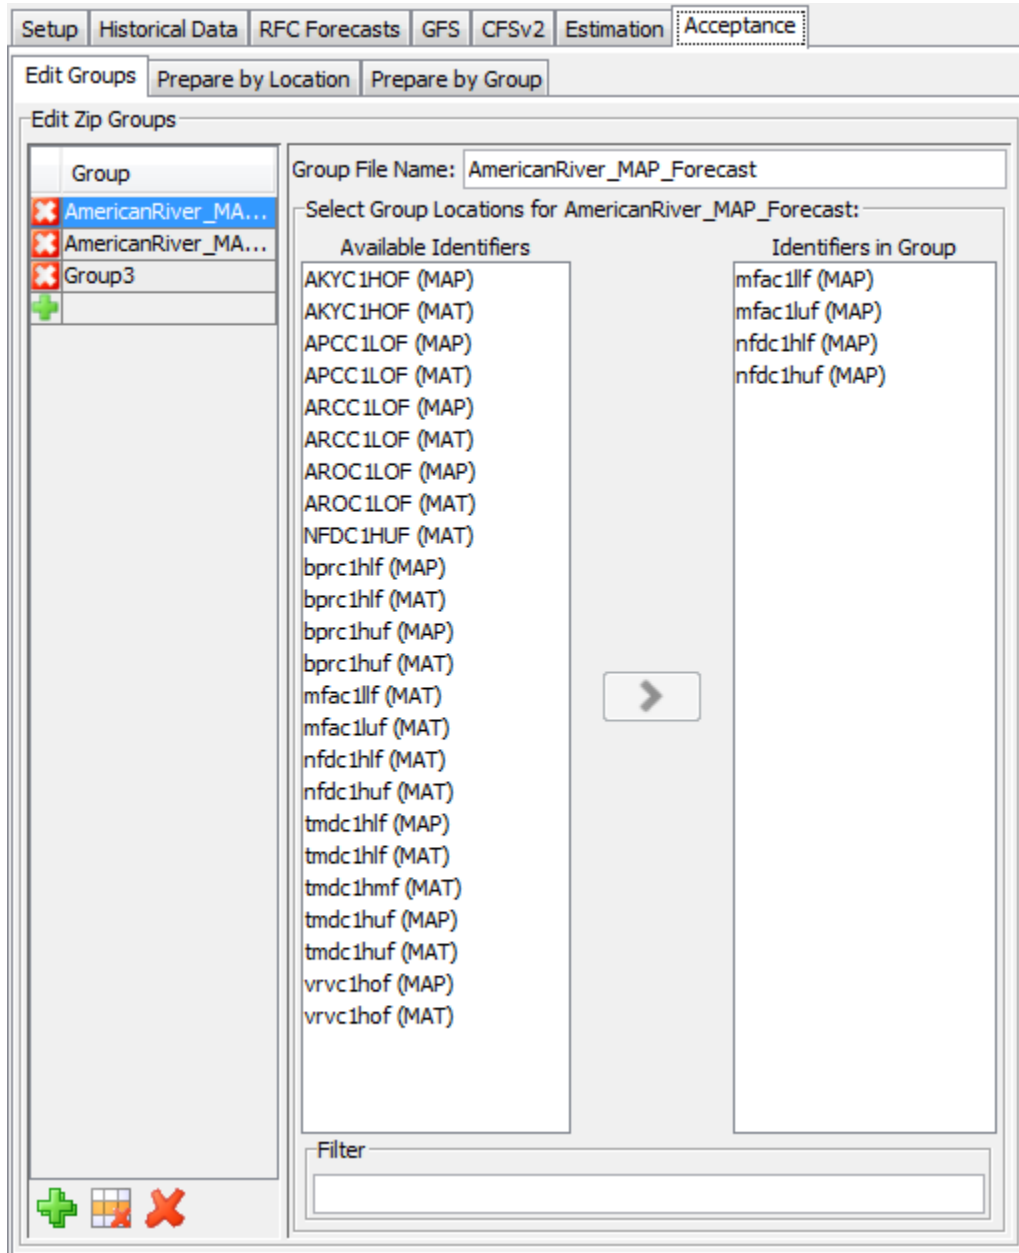 Setup Historical Data RFC Forecasts GFS CFSv2 Estimation Acceptance
Edit Groups Prepare by Location Prepare by Group
Edit Zip Groups
Group
AmericanRiver_MA...
AmericanRiver_MA...
Group3
Group File Name: AmericanRiver_MAP_Forecast
Select Group Locations for AmericanRiver_MAP_Forecast:
Available Identifiers
AKYC1HOF (MAP)
AKYC1HOF (MAT)
APCC1LOF (MAP)
APCC1LOF (MAT)
ARCC1LOF (MAP)
ARCC1LOF (MAT)
AROC1LOF (MAP)
AROC1LOF (MAT)
NFDC1HUF (MAT)
bprc1hlf (MAP)
bprc1hlf (MAT)
bprc1huf (MAP)
bprc1huf (MAT)
mfac1llf (MAT)
mfac1luf (MAT)
nfdc1hlf (MAT)
nfdc1huf (MAT)
tmdc1hlf (MAP)
tmdc1hlf (MAT)
tmdc1hmf (MAT)
tmdc1huf (MAP)
tmdc1huf (MAT)
vrvc1hof (MAP)
vrvc1hof (MAT)
Identifiers in Group
mfac1llf (MAP)
mfac1luf (MAP)
nfdc1hlf (MAP)
nfdc1huf (MAP)
Filter